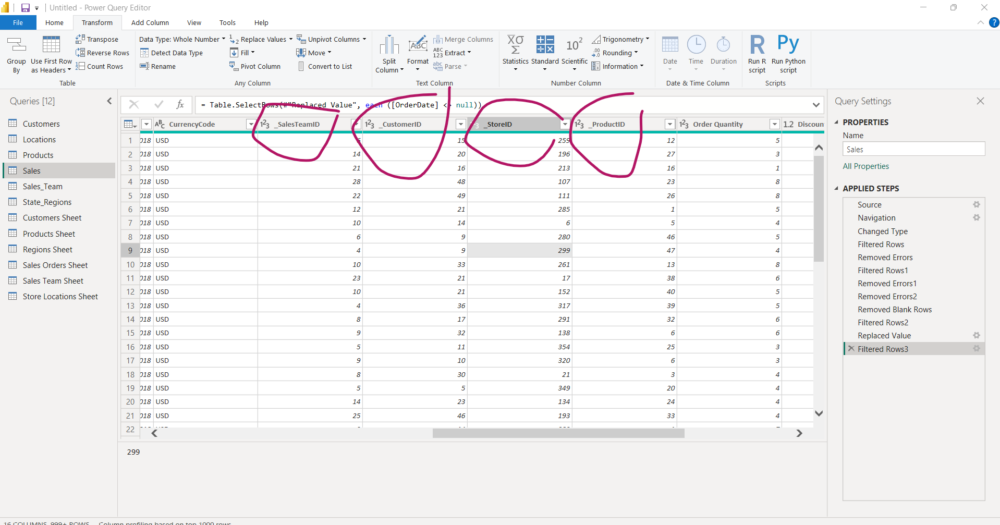 Untitled - Power Query Editor
File Home Transform Add Column View Tools Help
Group By
Use First Row as Headers
Transpose
Reverse Rows
Count Rows
Table
Data Type: Whole Number
Detect Data Type
Rename
Replace Values
Fill
Pivot Column
Unpivot Columns
Move
Convert to List
Any Column
Split Column
Format
Merge Columns
Extract
Parse
Text Column
Statistics
Standard
Scientific
Trigonometry
Rounding
Information
Number Column
Date
Time
Duration
Date & Time Column
Run R script
Run Python script
Scripts
Queries [12]
Customers
Locations
Products
Sales
Sales_Team
State_Regions
Customers Sheet
Products Sheet
Regions Sheet
Sales Orders Sheet
Sales Team Sheet
Store Locations Sheet
= Table.SelectRows(#"Replaced Value", each ([OrderDate] <> null))
CurrencyCode _SalesTeamID _CustomerID _StoreID _ProductID Order Quantity 1.2 Discoun
1 018 USD 6 15 259 12 5
2 018 USD 14 20 196 27 3
3 018 USD 21 16 213 16 1
4 018 USD 28 48 107 23 8
5 018 USD 22 49 111 26 8
6 018 USD 12 21 285 1 5
7 018 USD 10 14 6 5 4
8 018 USD 6 9 280 46 5
9 018 USD 4 9 299 47 4
10 018 USD 10 33 261 13 8
11 018 USD 23 21 17 38 6
12 018 USD 10 21 152 40 5
13 018 USD 4 36 317 39 5
14 018 USD 8 17 291 32 6
15 018 USD 9 32 138 6 6
16 018 USD 5 11 354 25 3
17 018 USD 9 10 320 6 3
18 018 USD 8 30 21 3 4
19 018 USD 5 5 349 20 4
20 018 USD 14 23 134 24 4
21 018 USD 25 46 193 33 4
22
299
Query Settings
PROPERTIES
Name
Sales
All Properties
APPLIED STEPS
Source
Navigation
Changed Type
Filtered Rows
Removed Errors
Filtered Rows1
Removed Errors1
Removed Errors2
Removed Blank Rows
Filtered Rows2
Replaced Value
Filtered Rows3
16 COLUMNS, 999+ ROWS Column profiling based on top 1000 rows